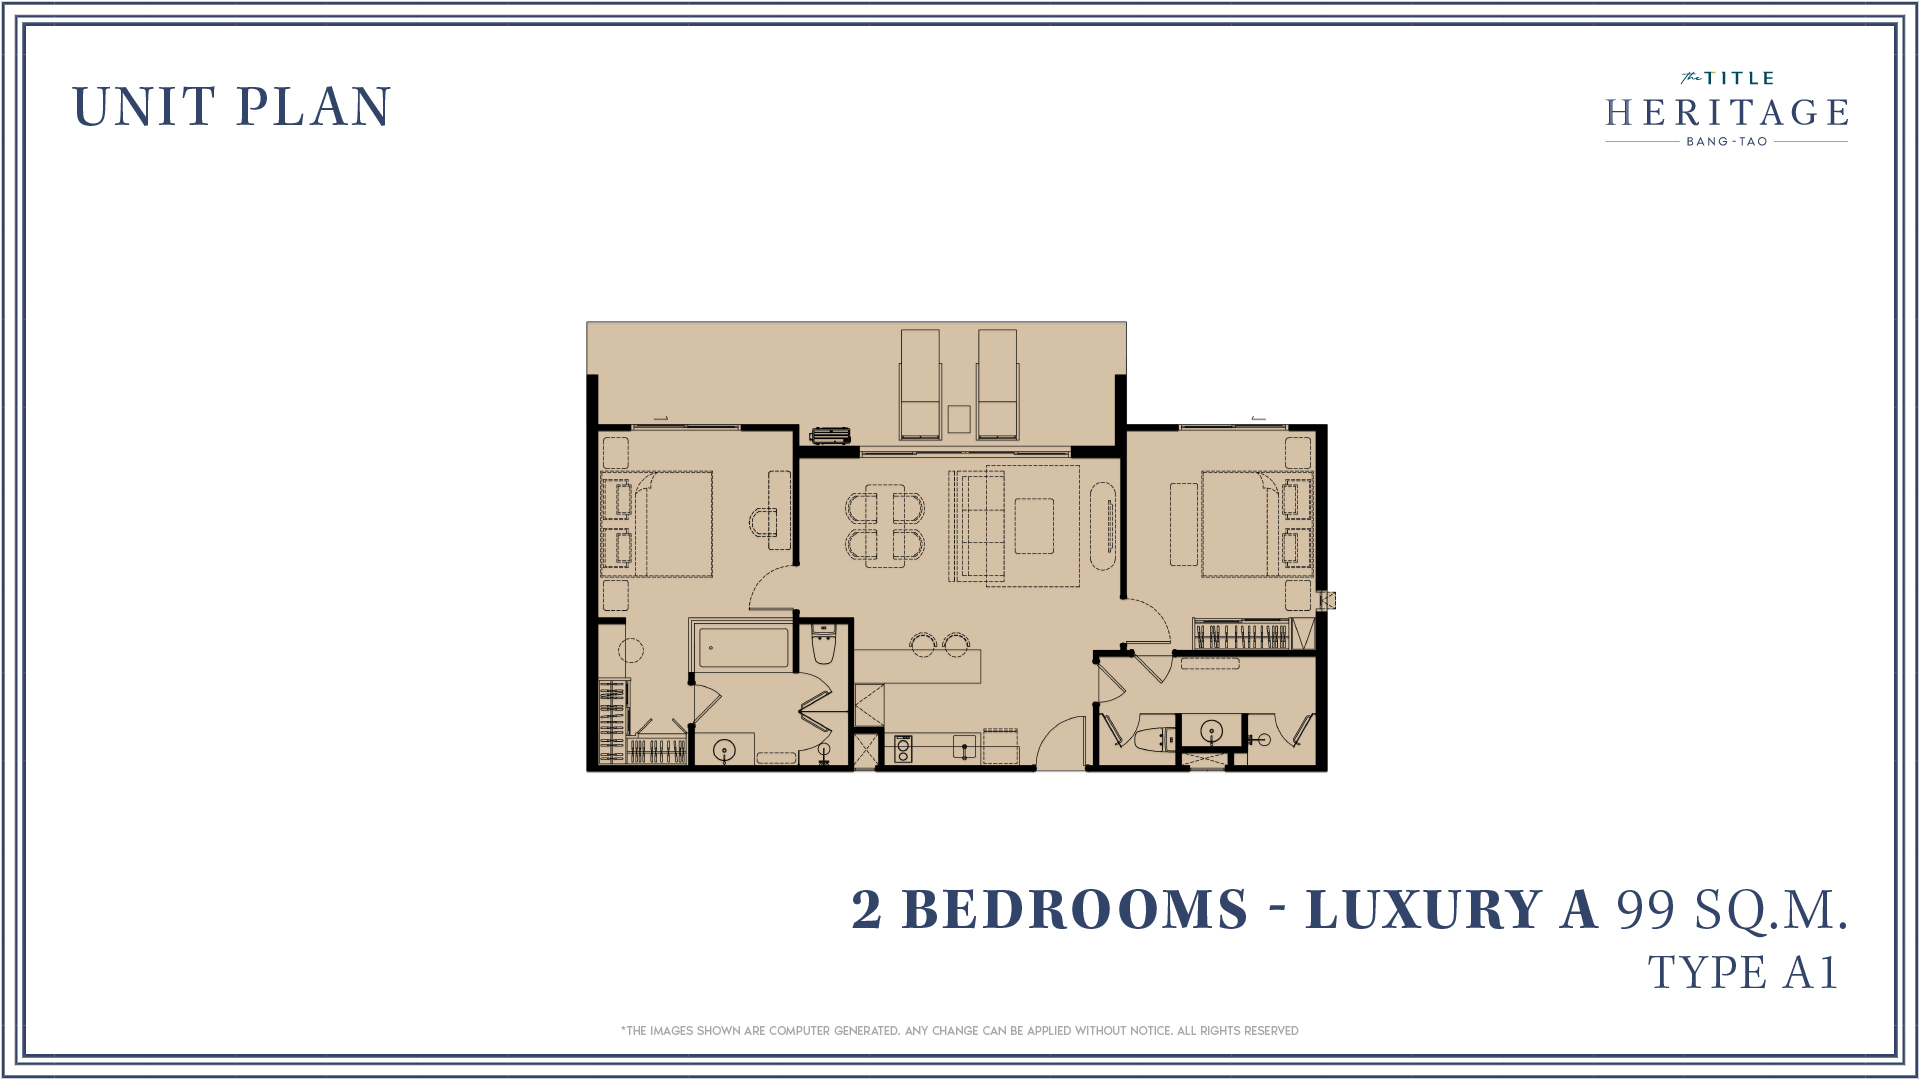 UNIT PLAN
the TITLE
HERITAGE
BANG-TAO
2 BEDROOMS - LUXURY A 99 SQ.M.
TYPE A1
*THE IMAGES SHOWN ARE COMPUTER GENERATED. ANY CHANGE CAN BE APPLIED WITHOUT NOTICE. ALL RIGHTS RESERVED